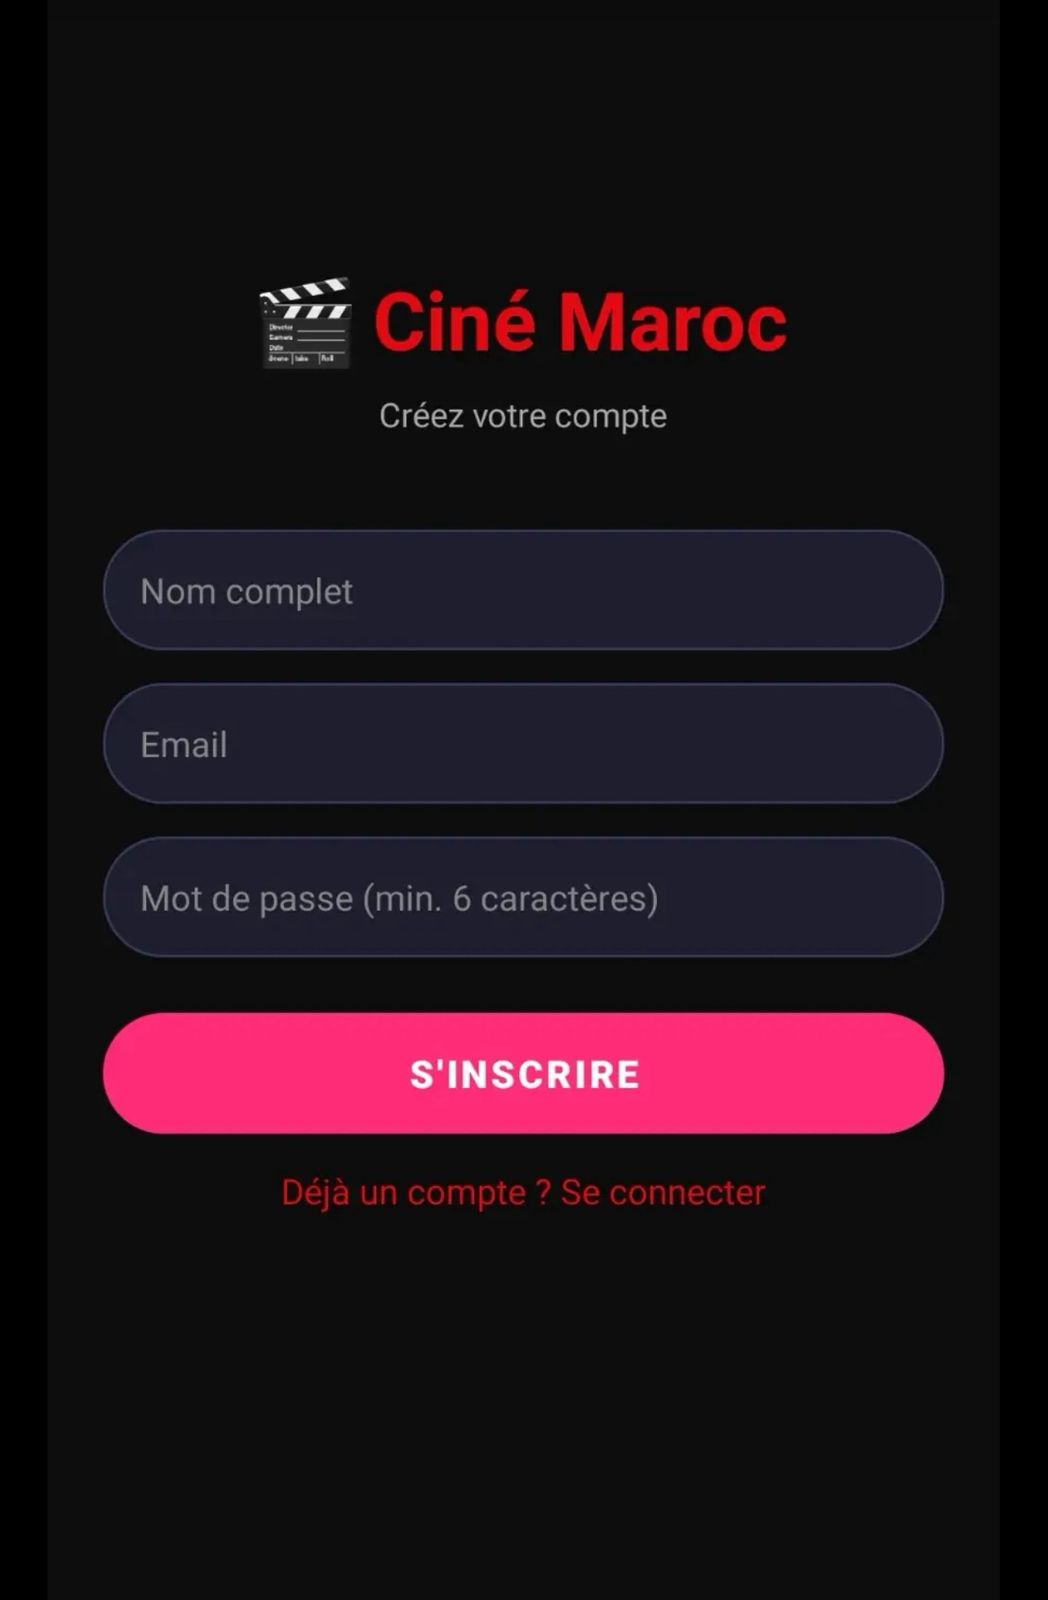 Ciné Maroc
Créez votre compte
Nom complet
Email
Mot de passe (min. 6 caractères)
S'INSCRIRE
Déjà un compte ? Se connecter